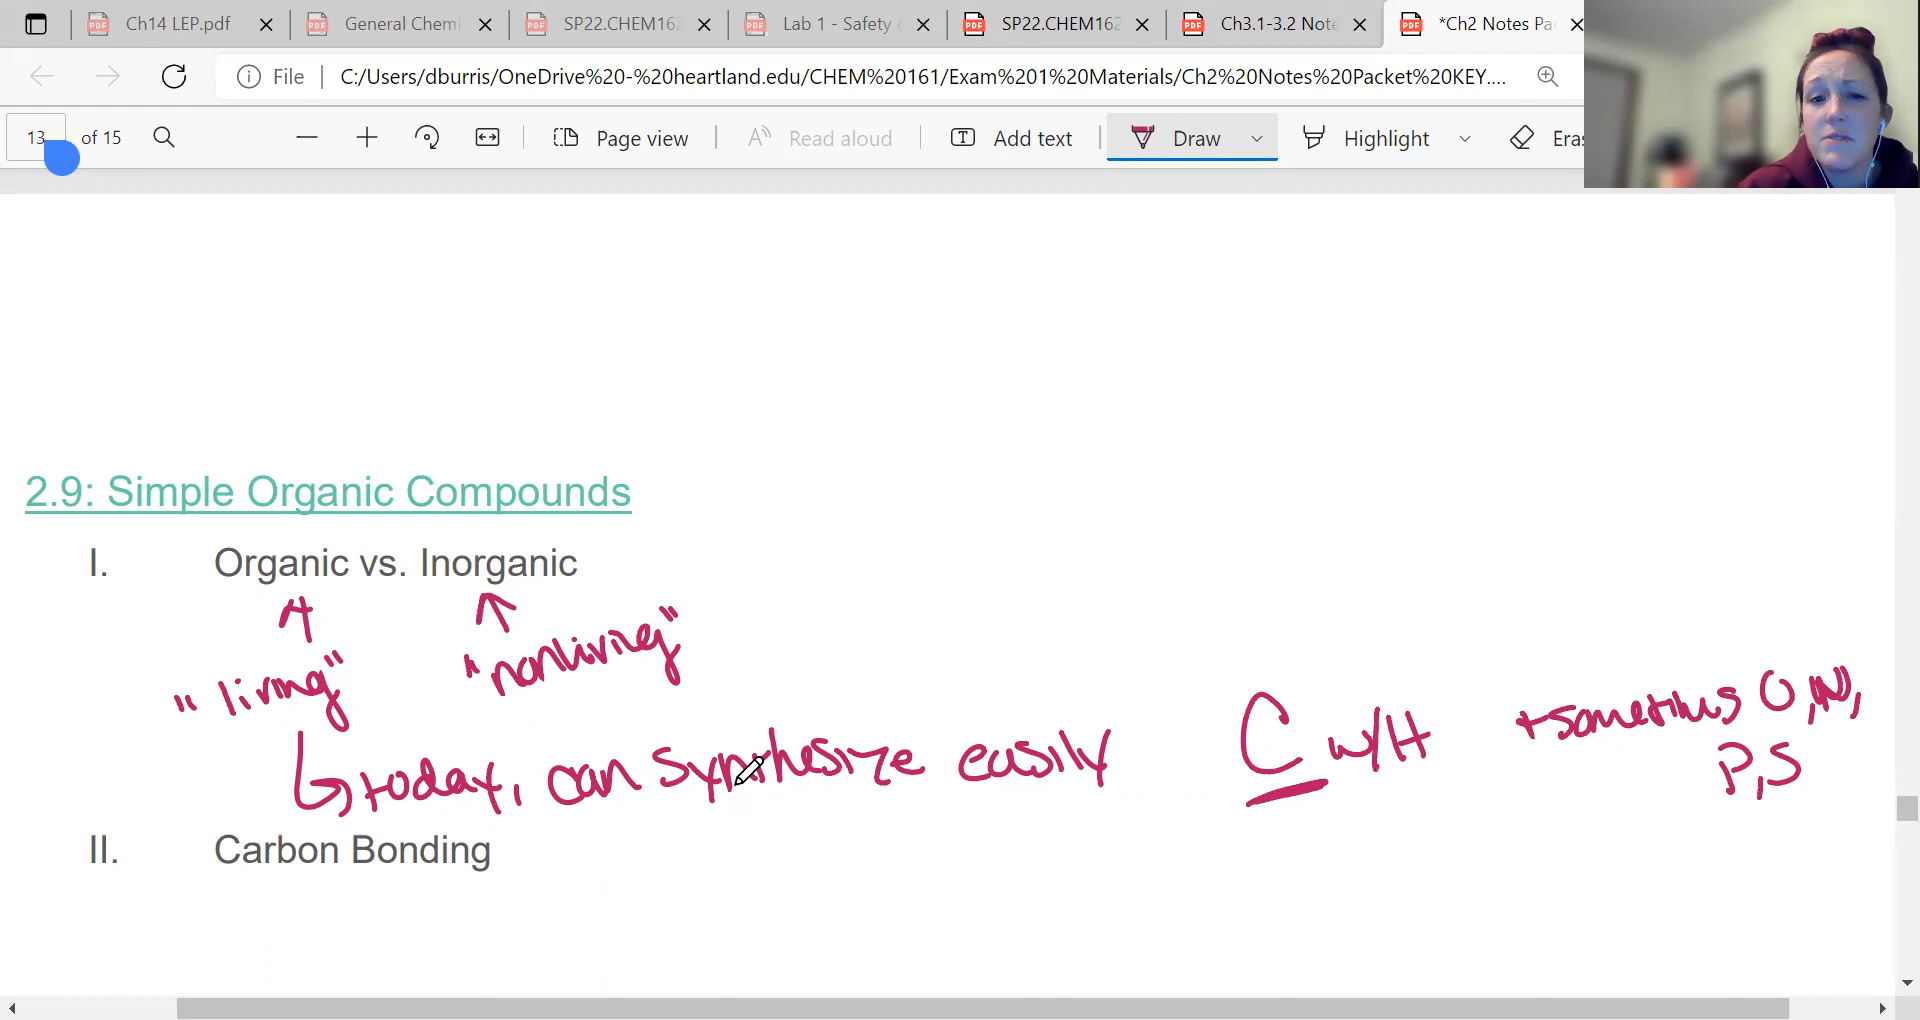 Ch14 LEP.pdf
General Chemi
SP22.CHEM162
Lab 1 - Safety &
SP22.CHEM162
Ch3.1-3.2 Note
*Ch2 Notes Pa
File
C:/Users/dburris/OneDrive%20-%20heartland.edu/CHEM%20161/Exam%201%20Materials/Ch2%20Notes%20Packet%20KEY....
13 of 15
Page view
Read aloud
Add text
Draw
Highlight
Eras
2.9: Simple Organic Compounds
I. Organic vs. Inorganic
"living"
"nonliving"
today, can synthesize easily
C w/H
+sometimes O, N,
P,S
II. Carbon Bonding